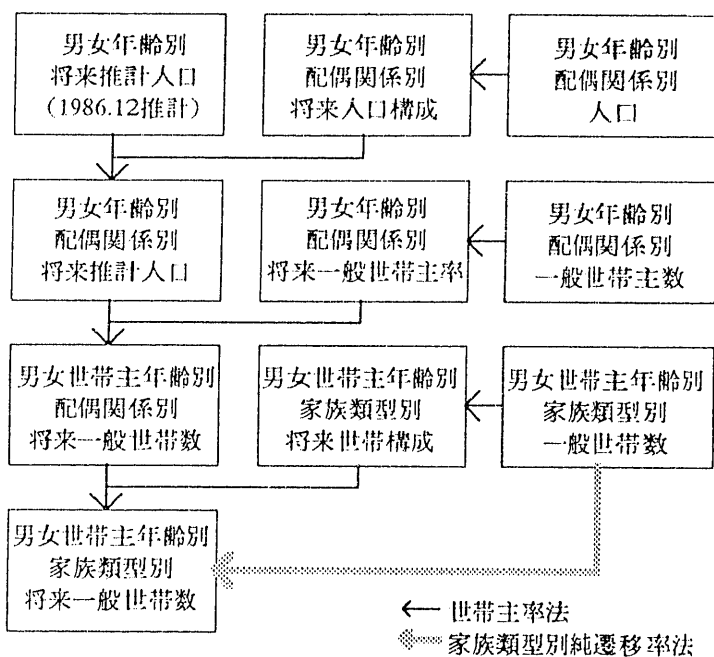 男女年齢別
将来推計人口
(1986.12推計)
男女年齢別
配偶関係別
将来人口構成
男女年齢別
配偶関係別
人口
男女年齢別
配偶関係別
将来推計人口
男女年齢別
配偶関係別
将来一般世帯主率
男女年齢別
配偶関係別
一般世帯主数
男女世帯主年齢別
配偶関係別
将来一般世帯数
男女世帯主年齢別
家族類型別
将来世帯構成
男女世帯主年齢別
家族類型別
一般世帯数
男女世帯主年齢別
家族類型別
将来一般世帯数
世帯主率法
家族類型別純遷移率法